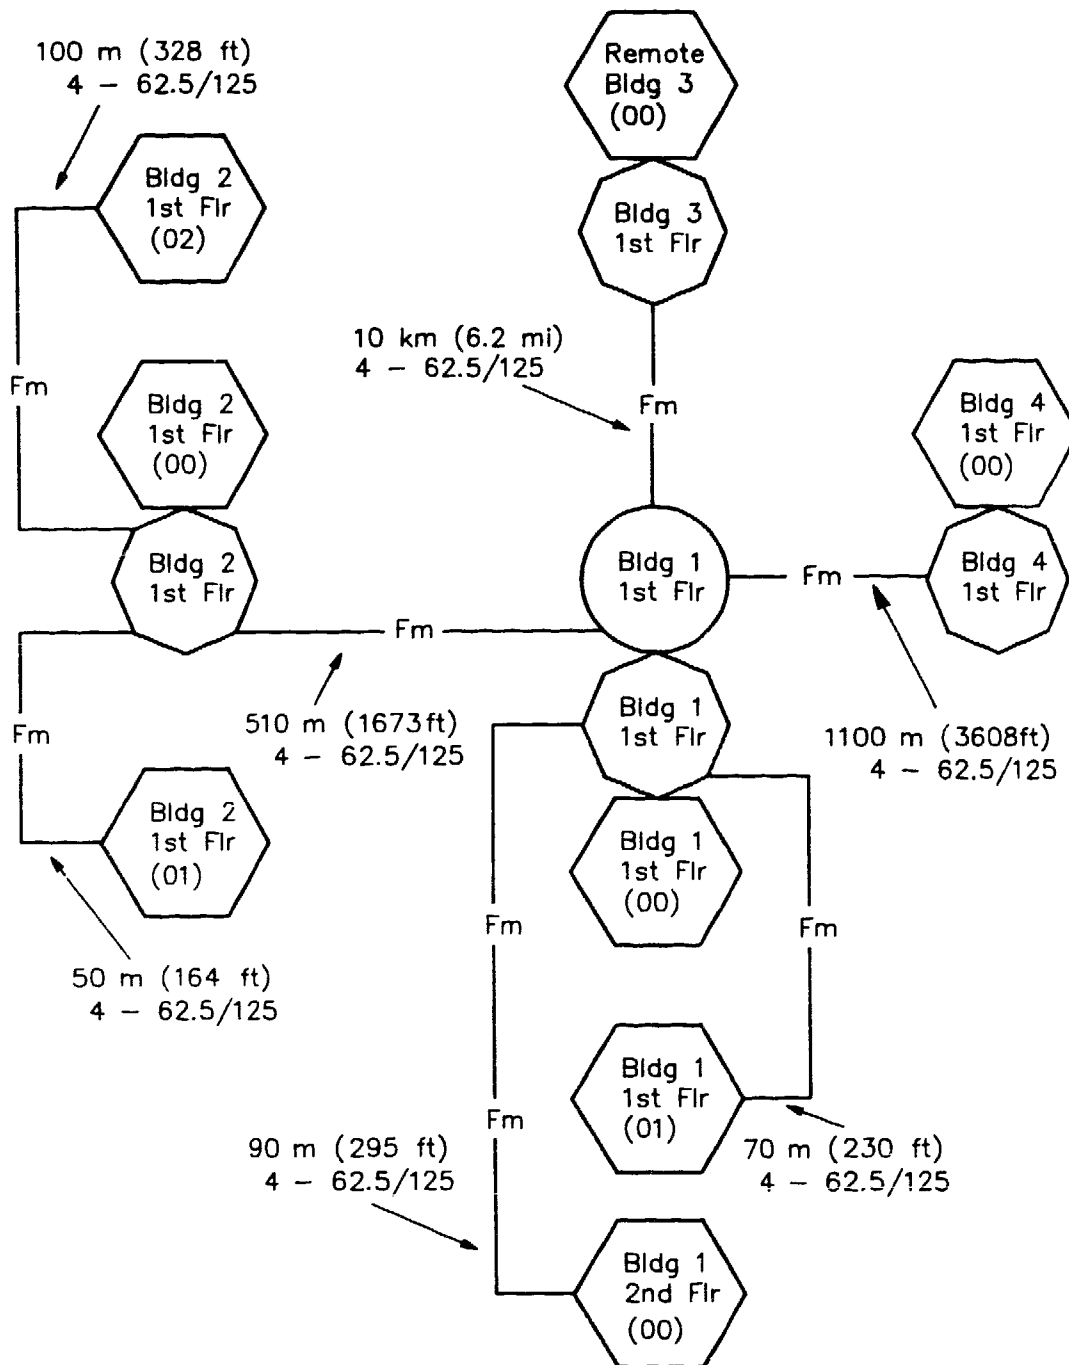 100 m (328 ft)
4 – 62.5/125
Remote
Bldg 3
(00)
Bldg 2
1st Flr
(02)
Bldg 3
1st Flr
10 km (6.2 mi)
4 – 62.5/125
Fm
Fm
Bldg 2
1st Flr
(00)
Bldg 4
1st Flr
(00)
Bldg 2
1st Flr
Bldg 1
1st Flr
Fm
Bldg 4
1st Flr
Fm
510 m (1673ft)
4 – 62.5/125
Bldg 1
1st Flr
1100 m (3608ft)
4 – 62.5/125
Fm
Bldg 2
1st Flr
(01)
Bldg 1
1st Flr
(00)
Fm
Fm
50 m (164 ft)
4 – 62.5/125
Bldg 1
1st Flr
(01)
Fm
90 m (295 ft)
4 – 62.5/125
70 m (230 ft)
4 – 62.5/125
Bldg 1
2nd Flr
(00)